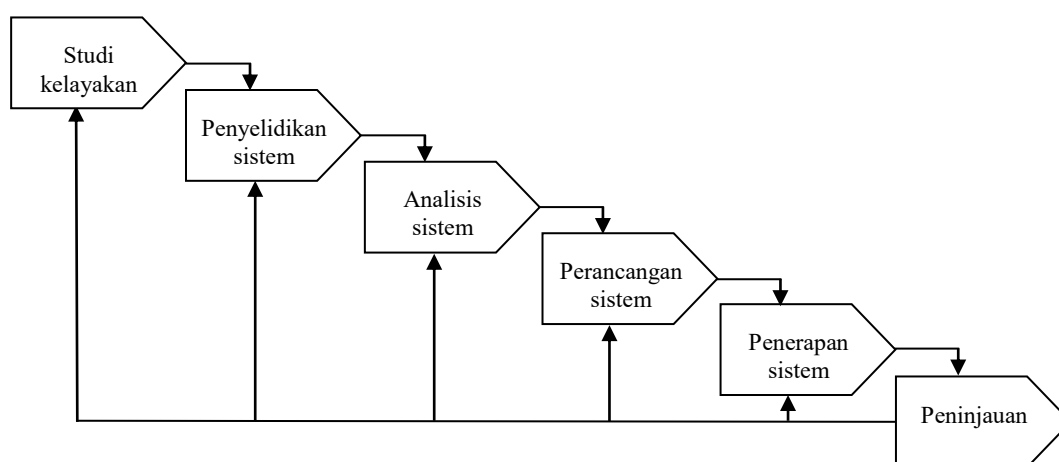 Studi
kelayakan
Penyelidikan
sistem
Analisis
sistem
Perancangan
sistem
Penerapan
sistem
Peninjauan